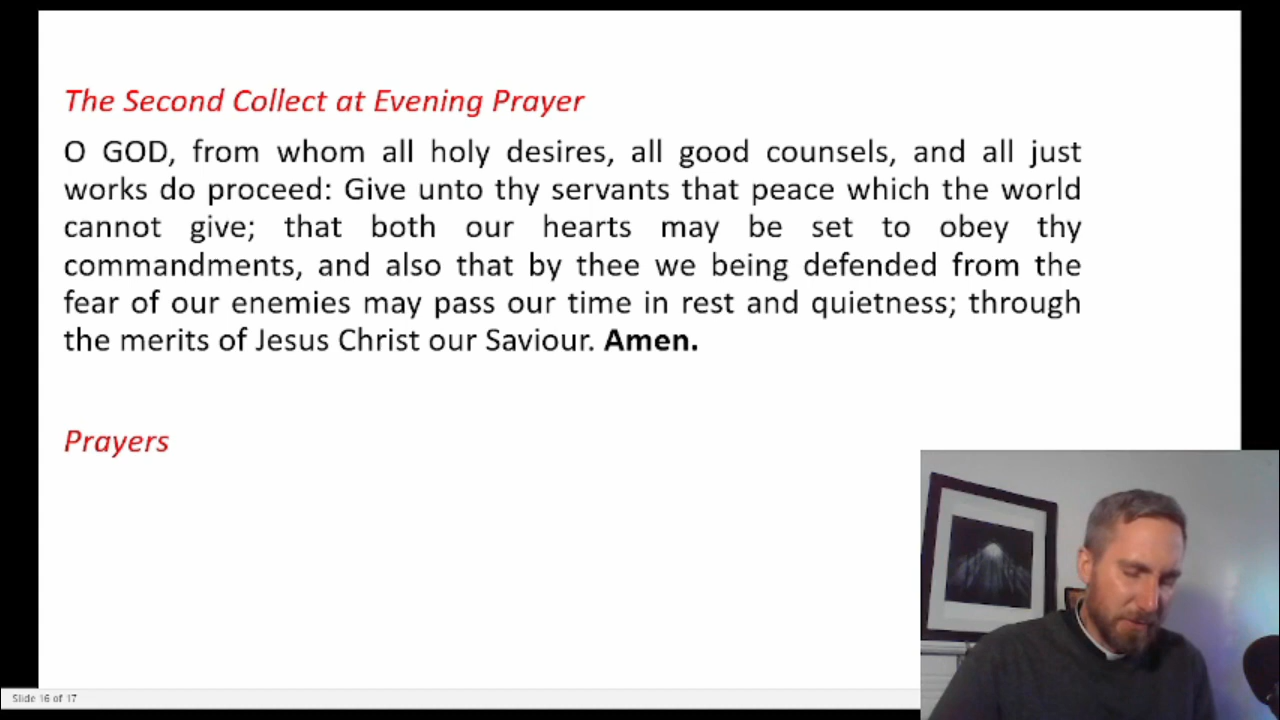 The Second Collect at Evening Prayer
O GOD, from whom all holy desires, all good counsels, and all just
works do proceed: Give unto thy servants that peace which the world
cannot give; that both our hearts may be set to obey thy
commandments, and also that by thee we being defended from the
fear of our enemies may pass our time in rest and quietness; through
the merits of Jesus Christ our Saviour. Amen.
Prayers
Slide 16 of 17